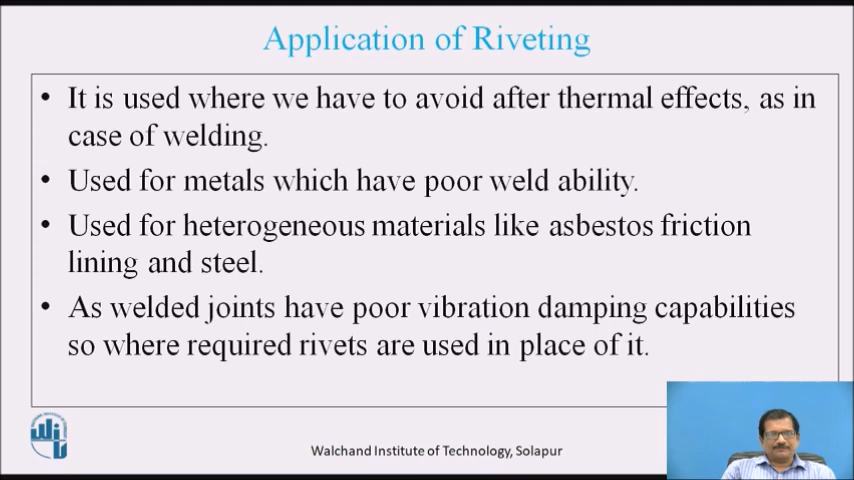 Application of Riveting
• It is used where we have to avoid after thermal effects, as in
case of welding.
• Used for metals which have poor weld ability.
• Used for heterogeneous materials like asbestos friction
lining and steel.
• As welded joints have poor vibration damping capabilities
so where required rivets are used in place of it.
Walchand Institute of Technology, Solapur